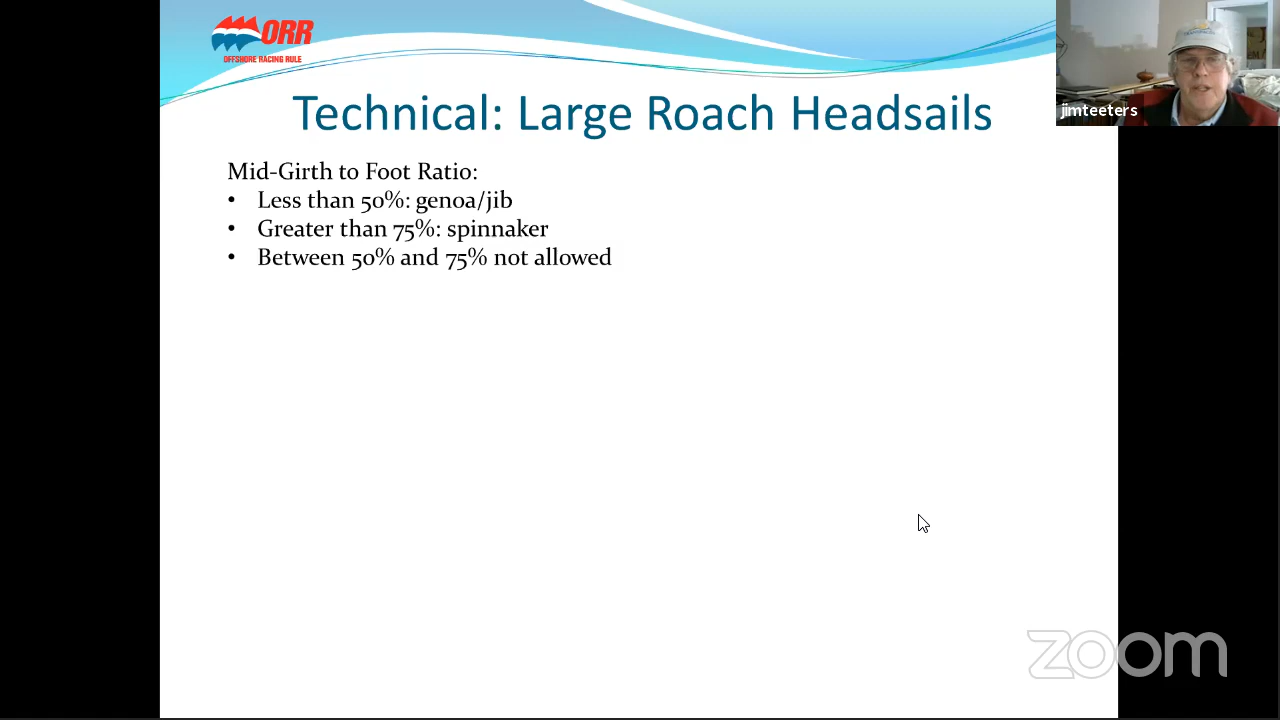 ORR
OFFSHORE RACING RULE
jimteeters
Technical: Large Roach Headsails
Mid-Girth to Foot Ratio:
• Less than 50%: genoa/jib
• Greater than 75%: spinnaker
• Between 50% and 75% not allowed
zoom